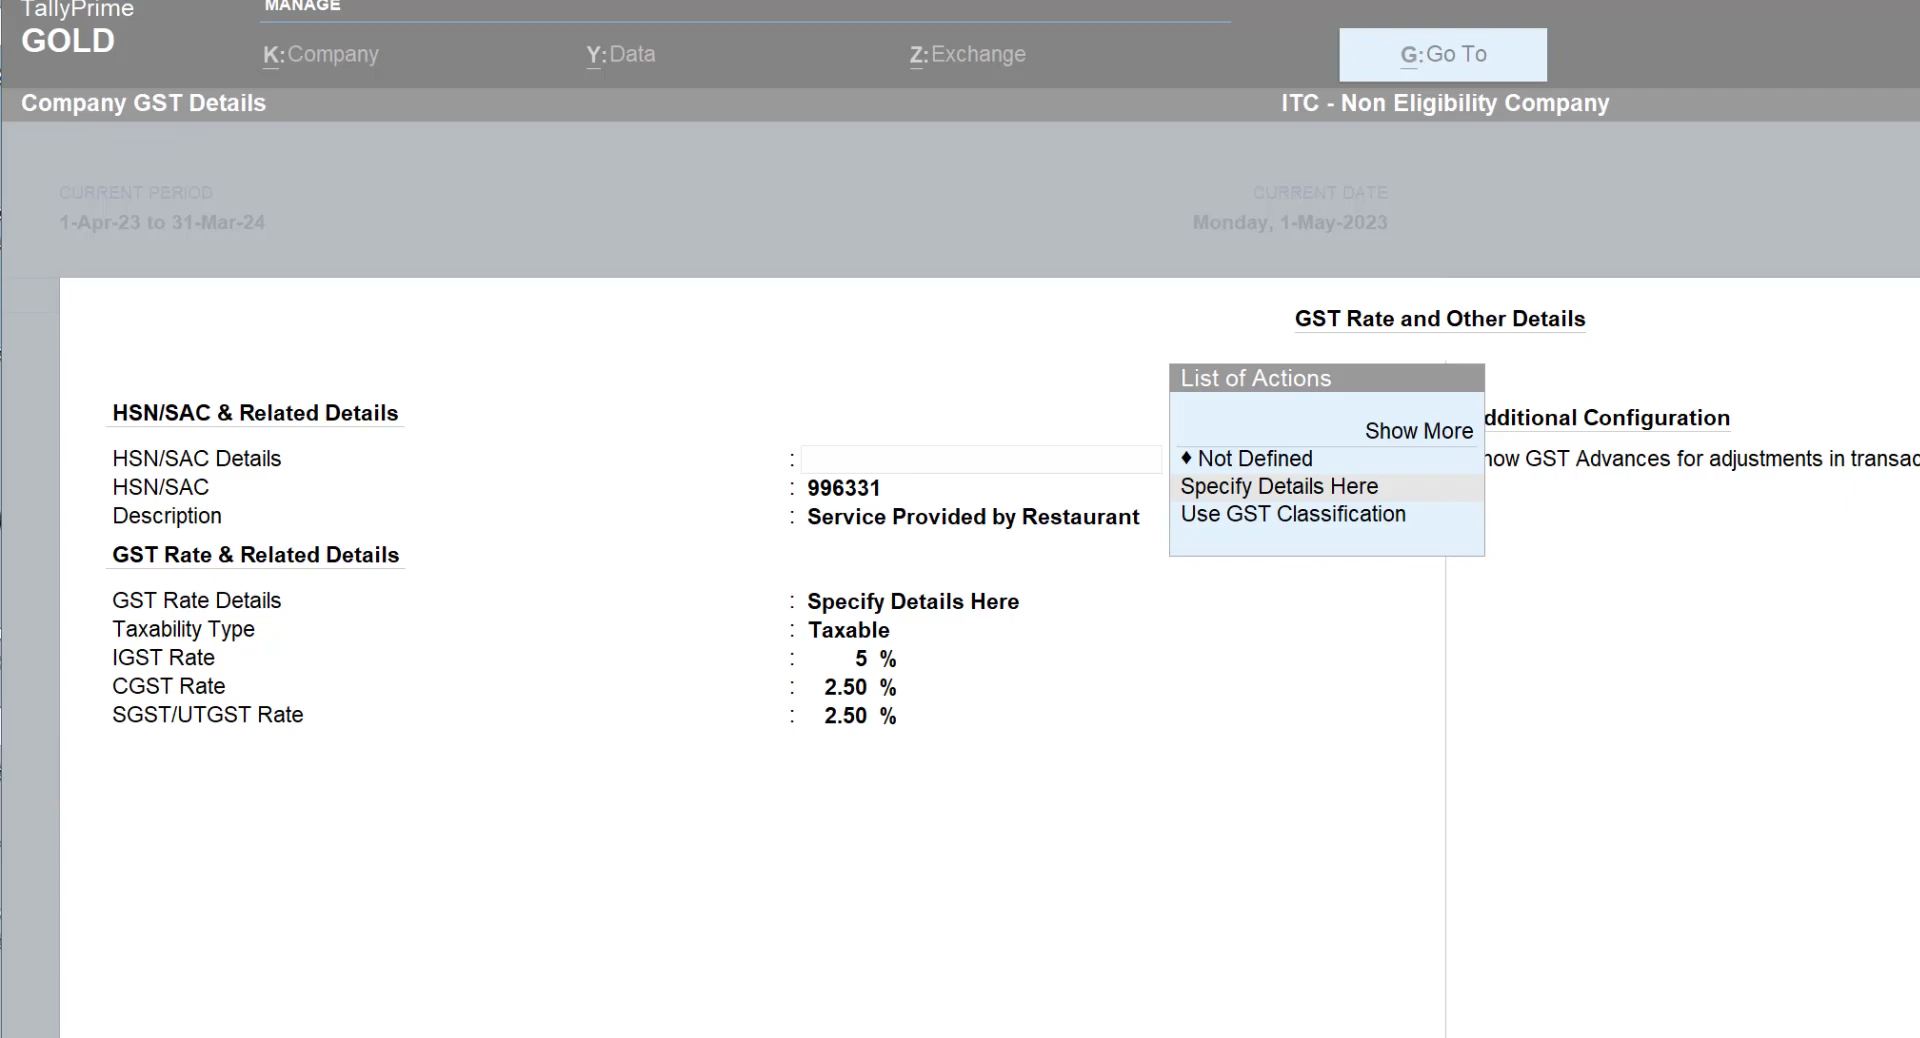 TallyPrime
GOLD
MANAGE
K:Company
Y:Data
Z:Exchange
G:Go To
Company GST Details
ITC - Non Eligibility Company
CURRENT PERIOD
CURRENT DATE
1-Apr-23 to 31-Mar-24
Monday, 1-May-2023
GST Rate and Other Details
List of Actions
Show More
♦ Not Defined
Specify Details Here
Use GST Classification
HSN/SAC & Related Details
HSN/SAC Details :
HSN/SAC : 996331
Description : Service Provided by Restaurant
GST Rate & Related Details
GST Rate Details : Specify Details Here
Taxability Type : Taxable
IGST Rate : 5 %
CGST Rate : 2.50 %
SGST/UTGST Rate : 2.50 %
dditional Configuration
how GST Advances for adjustments in transac